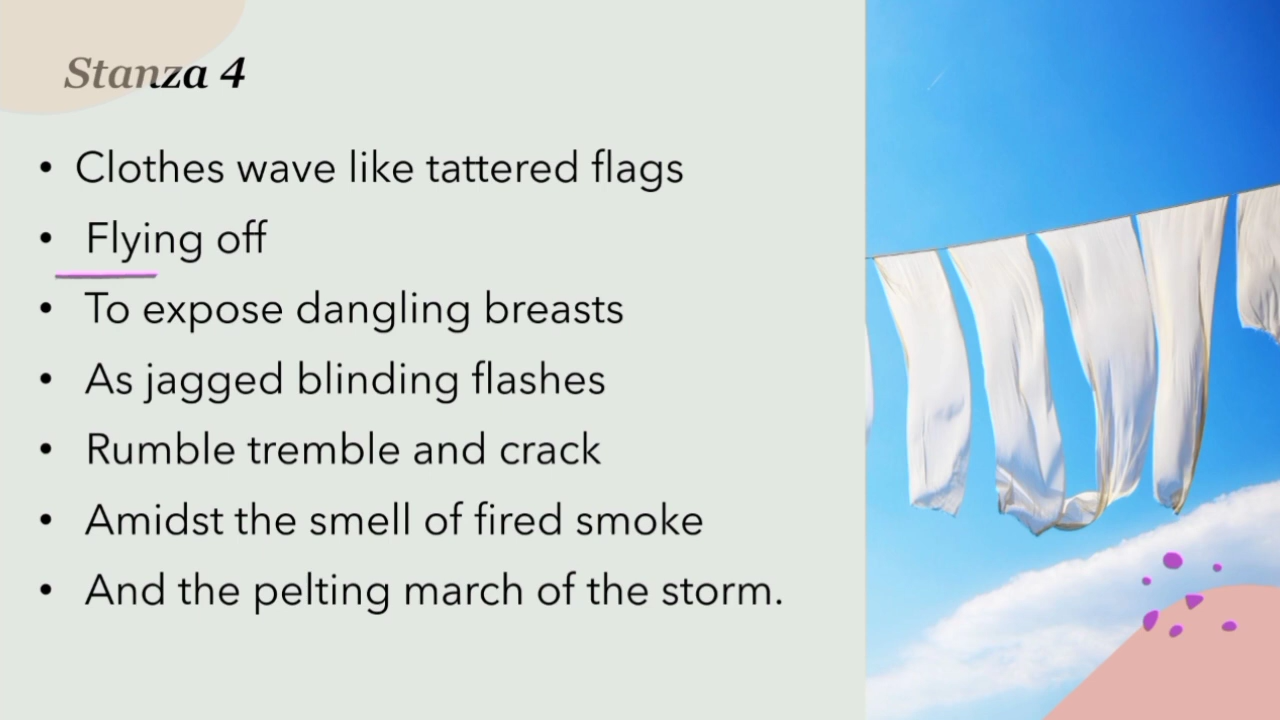 Stanza 4
• Clothes wave like tattered flags
• Flying off
• To expose dangling breasts
• As jagged blinding flashes
• Rumble tremble and crack
• Amidst the smell of fired smoke
• And the pelting march of the storm.